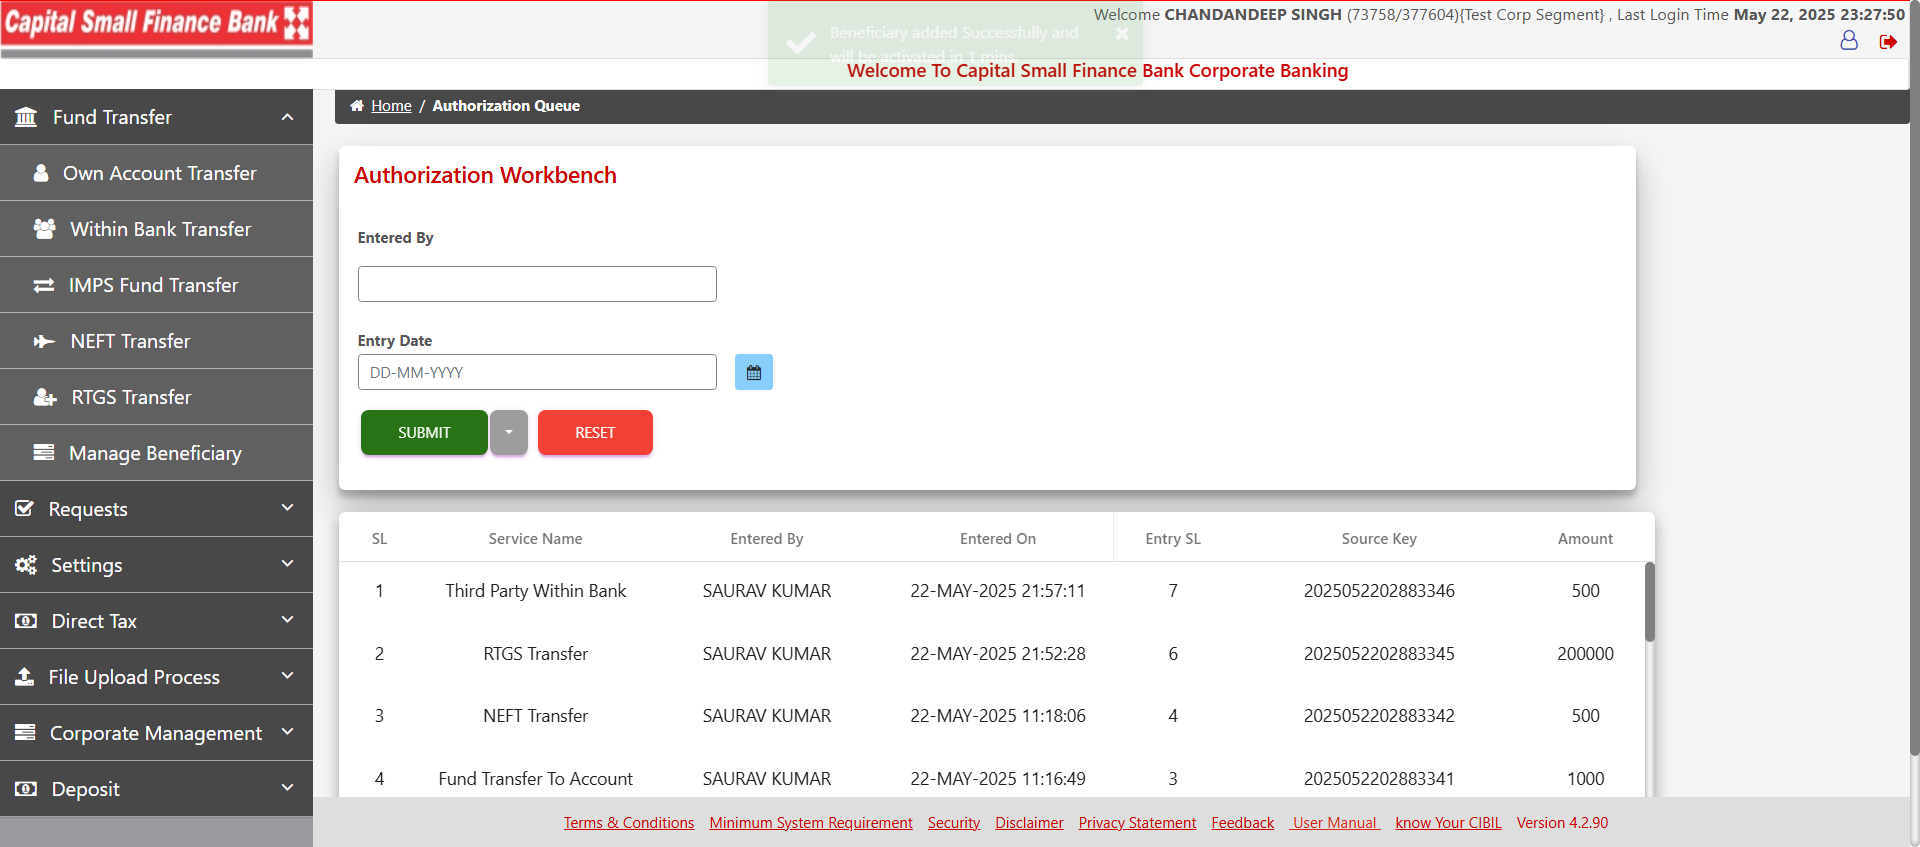 Capital Small Finance Bank
Welcome CHANDANDEEP SINGH (73758/377604){Test Corp Segment} , Last Login Time May 22, 2025 23:27:50
Beneficiary added Successfully and
will be activated in 1 mins
Welcome To Capital Small Finance Bank Corporate Banking
Fund Transfer
Own Account Transfer
Within Bank Transfer
IMPS Fund Transfer
NEFT Transfer
RTGS Transfer
Manage Beneficiary
Requests
Settings
Direct Tax
File Upload Process
Corporate Management
Deposit
Home / Authorization Queue
Authorization Workbench
Entered By
Entry Date
DD-MM-YYYY
SUBMIT RESET
SL Service Name Entered By Entered On Entry SL Source Key Amount
1 Third Party Within Bank SAURAV KUMAR 22-MAY-2025 21:57:11 7 2025052202883346 500
2 RTGS Transfer SAURAV KUMAR 22-MAY-2025 21:52:28 6 2025052202883345 200000
3 NEFT Transfer SAURAV KUMAR 22-MAY-2025 11:18:06 4 2025052202883342 500
4 Fund Transfer To Account SAURAV KUMAR 22-MAY-2025 11:16:49 3 2025052202883341 1000
Terms & Conditions Minimum System Requirement Security Disclaimer Privacy Statement Feedback User Manual know Your CIBIL Version 4.2.90